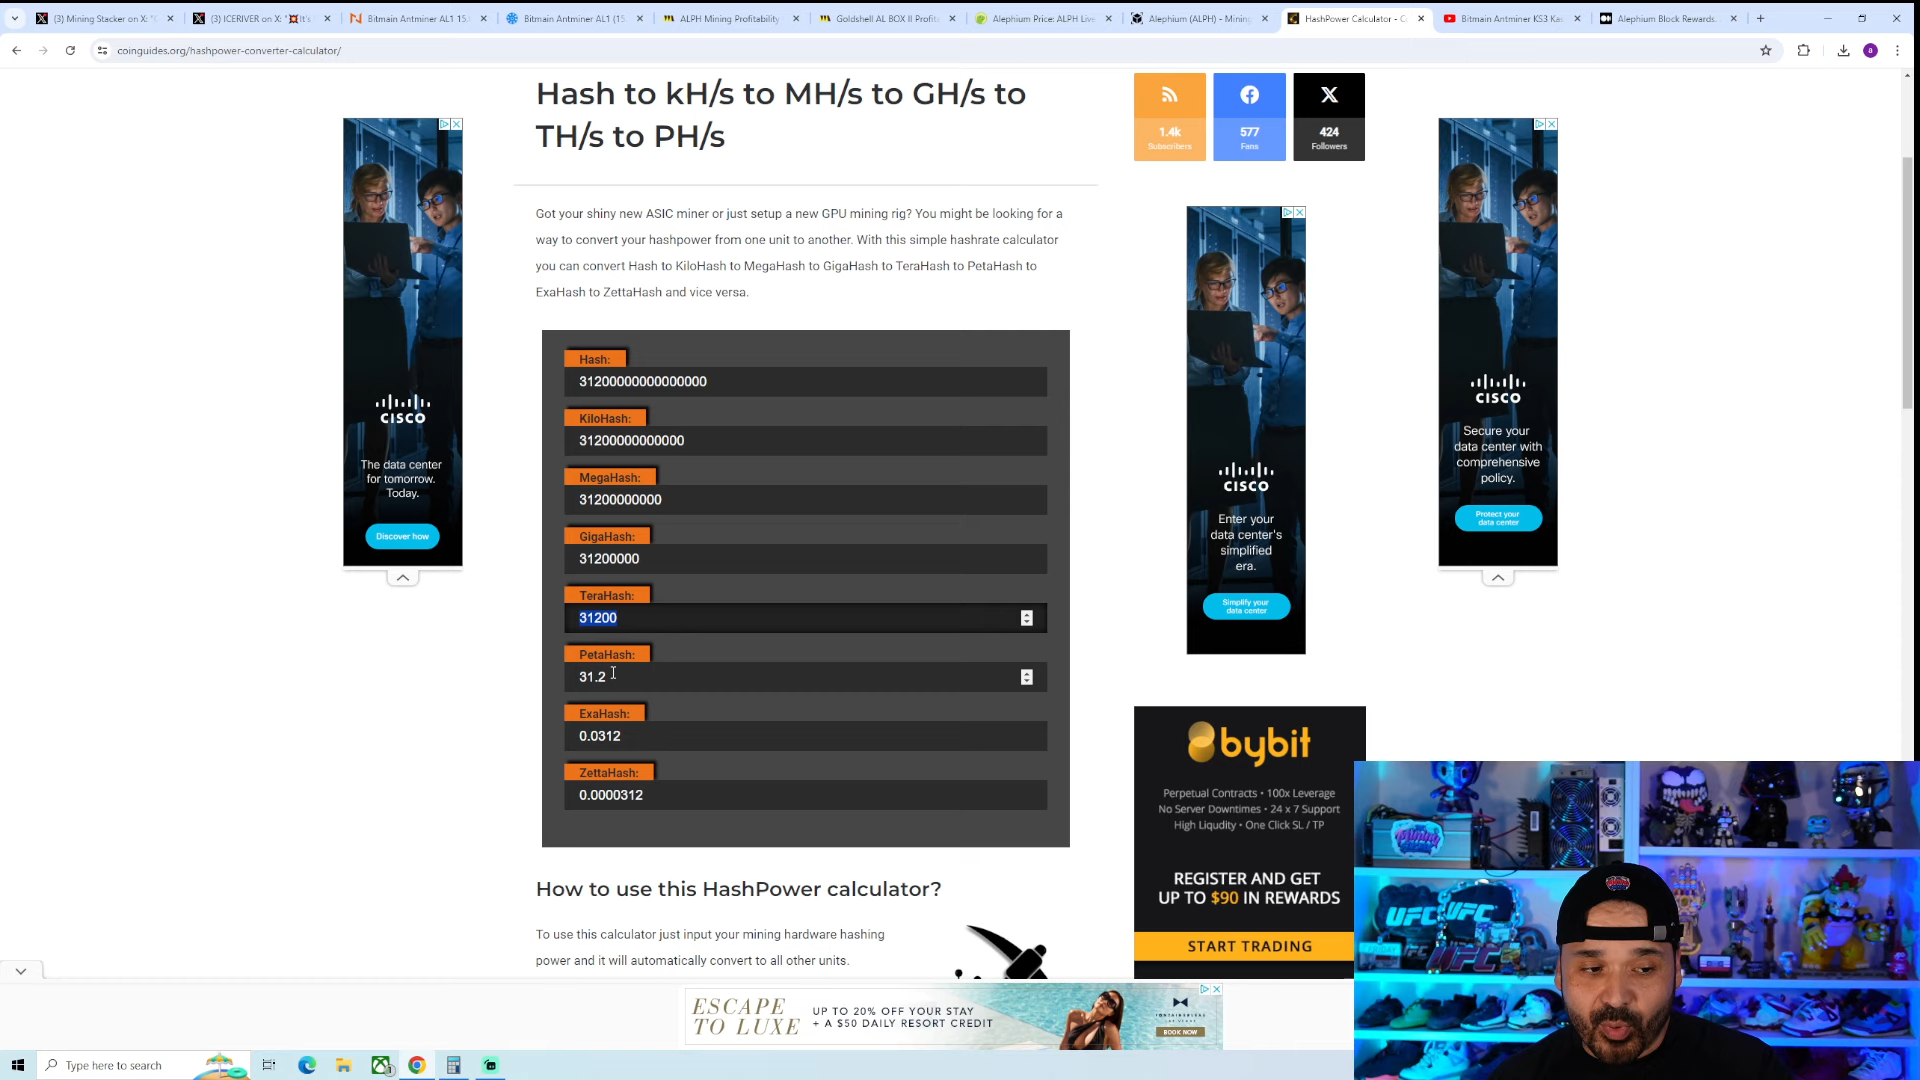 (3) Mining Stacker on X: "
(3) ICERIVER on X: "💥It's
Bitmain Antminer AL1 15.
Bitmain Antminer AL1 (15
ALPH Mining Profitability
Goldshell AL BOX II Profit
Alephium Price: ALPH Live
Alephium (ALPH) - Mining
HashPower Calculator - C
Bitmain Antminer KS3 Ka
Alephium Block Rewards.
coinguides.org/hashpower-converter-calculator/
a
Hash to kH/s to MH/s to GH/s to
TH/s to PH/s
1.4k
Subscribers
577
Fans
424
Followers
Got your shiny new ASIC miner or just setup a new GPU mining rig? You might be looking for a
way to convert your hashpower from one unit to another. With this simple hashrate calculator
you can convert Hash to KiloHash to MegaHash to GigaHash to TeraHash to PetaHash to
ExaHash to ZettaHash and vice versa.
Hash:
31200000000000000
KiloHash:
31200000000000
MegaHash:
31200000000
GigaHash:
31200000
TeraHash:
31200
PetaHash:
31.2
ExaHash:
0.0312
ZettaHash:
0.0000312
CISCO
The data center
for tomorrow.
Today.
Discover how
CISCO
Enter your
data center's
simplified
era.
Simplify your
data center
CISCO
Secure your
data center with
comprehensive
policy.
Protect your
data center
How to use this HashPower calculator?
To use this calculator just input your mining hardware hashing
power and it will automatically convert to all other units.
bybit
Perpetual Contracts • 100x Leverage
No Server Downtimes • 24 x 7 Support
High Liqudity • One Click SL / TP
REGISTER AND GET
UP TO $90 IN REWARDS
START TRADING
ESCAPE
TO LUXE
UP TO 20% OFF YOUR STAY
+ A $50 DAILY RESORT CREDIT
BOOK NOW
UFC UFC
UFC
Type here to search